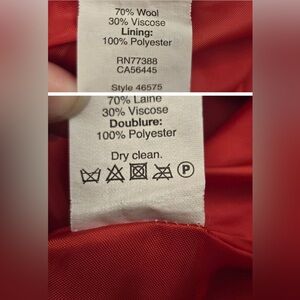 70% Wool
30% Viscose
Lining:
100% Polyester
RN77388
CA56445
Style 46575
70% Laine
30% Viscose
Doublure:
100% Polyester
Dry clean.
P